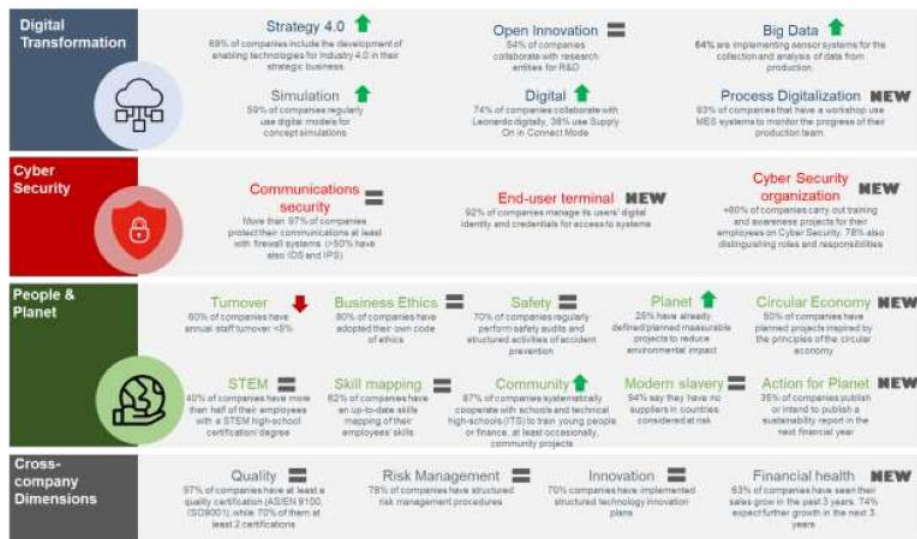 Digital
Transformation
Strategy 4.0
69% of companies include the development of
enabling technologies for Industry 4.0 in their
strategic business.
Open Innovation
54% of companies
collaborate with research
entities for R&D
Big Data
64% are implementing sensor systems for the
collection and analysis of data from
production.
Simulation
59% of companies regularly
use digital models for
concept simulations
Digital
74% of companies collaborate with
Leonardo digitally, 38% use Supply
On in Connect Mode
Process Digitalization NEW
93% of companies that have a workshop use
MES systems to monitor the progress of their
production team.
Cyber
Security
Communications
security
More than 97% of companies
protect their communications at least
with firewall systems (>50% have
also IDS and IPS)
End-user terminal NEW
92% of companies manage its users' digital
identity and credentials for access to systems
Cyber Security
organization NEW
+80% of companies carry out training
and awareness projects for their
employees on Cyber Security, 78% also
distinguishing roles and responsibilities
People &
Planet
Turnover
60% companies have
annual staff turnover <5%
Business Ethics
80% of companies have
adopted their own code
of ethics
Safety
70% of companies regularly
perform safety audits and
structured activities of accident
prevention
Planet
25% have already
defined/planned measurable
projects to reduce
environmental impact
Circular Economy NEW
50% of companies have
planned projects inspired by
the principles of the circular
economy
STEM
40% of companies have more
than half of their employees
with a STEM high-school
certification/ degree
Skill mapping
62% of companies have
an up-to-date skills
mapping of their
employees' skills
Community
87% of companies systematically
cooperate with schools and technical
high-schools (ITS) to train young people
or finance, at least occasionally,
community projects
Modern slavery
94% say they have no
suppliers in countries
considered at risk
Action for Planet NEW
35% of companies publish
or intend to publish a
sustainability report in the
next financial year
Cross-
company
Dimensions
Quality
97% of companies have at least a
quality certification (AS/EN 9100,
ISO9001), while 70% of them at
least 2 certifications
Risk Management
78% of companies have structured
risk management procedures
Innovation
70% companies have implemented
structured technology innovation
plans
Financial health NEW
63% of companies have seen their
sales grow in the past 3 years. 74%
expect further growth in the next 3
years